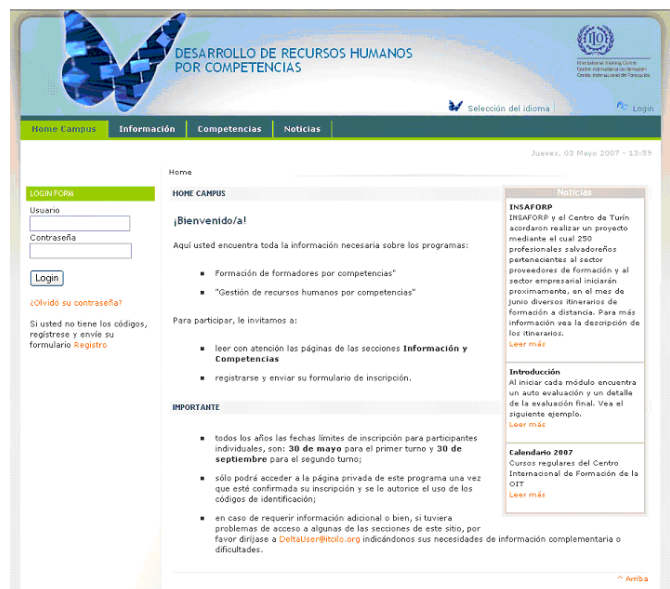 DESARROLLO DE RECURSOS HUMANOS
POR COMPETENCIAS
International Training Centre
Centre international de formation
Centro Internacional de Formación
Selección del idioma
Login
Home Campus
Información
Competencias
Noticias
Jueves, 03 Mayo 2007 - 13:59
Home
LOGIN FORM
Usuario
Contraseña
Login
¿Olvidó su contraseña?
Si usted no tiene los códigos,
regístrese y envíe su
formulario Registro
HOME CAMPUS
¡Bienvenido/a!
Aquí usted encuentra toda la información necesaria sobre los programas:
Formación de formadores por competencias"
"Gestión de recursos humanos por competencias"
Para participar, le invitamos a:
leer con atención las páginas de las secciones Información y
Competencias
registrarse y enviar su formulario de inscripción.
IMPORTANTE
todos los años las fechas límites de inscripción para participantes
individuales, son: 30 de mayo para el primer turno y 30 de
septiembre para el segundo turno;
sólo podrá acceder a la página privada de este programa una vez
que esté confirmada su inscripción y se le autorice el uso de los
códigos de identificación;
en caso de requerir información adicional o bien, si tuviera
problemas de acceso a algunas de las secciones de este sitio, por
favor diríjase a DeltaUser@itcilo.org indicándonos sus necesidades de información complementaria o
dificultades.
Noticias
INSAFORP
INSAFORP y el Centro de Turín
acordaron realizar un proyecto
mediante el cual 250
profesionales salvadoreños
pertenecientes al sector
proveedores de formación y al
sector empresarial iniciarán
proximamente, en el mes de
Junio diversos itinerarios de
formación a distancia. Para más
información vea la descripción de
los itinerarios.
Leer más
Introducción
Al iniciar cada módulo encuentra
un auto evaluación y un detalle
de la evaluación final. Vea el
siguiente ejemplo.
Leer más
Calendario 2007
Cursos regulares del Centro
Internacional de Formación de la
OIT
Leer más
^ Arriba